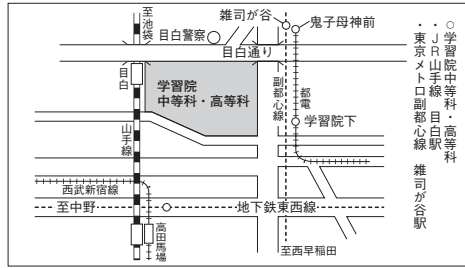 ○学習院中等科・高等科
・JR山手線 目白駅
・東京メトロ副都心線 雑司が谷駅
至池袋
目白警察
雑司が谷
鬼子母神前
目白通り
目白
学習院
中等科・高等科
副都心線
都電
学習院下
山手線
西武新宿線
至中野
地下鉄東西線
高田馬場
至西早稲田